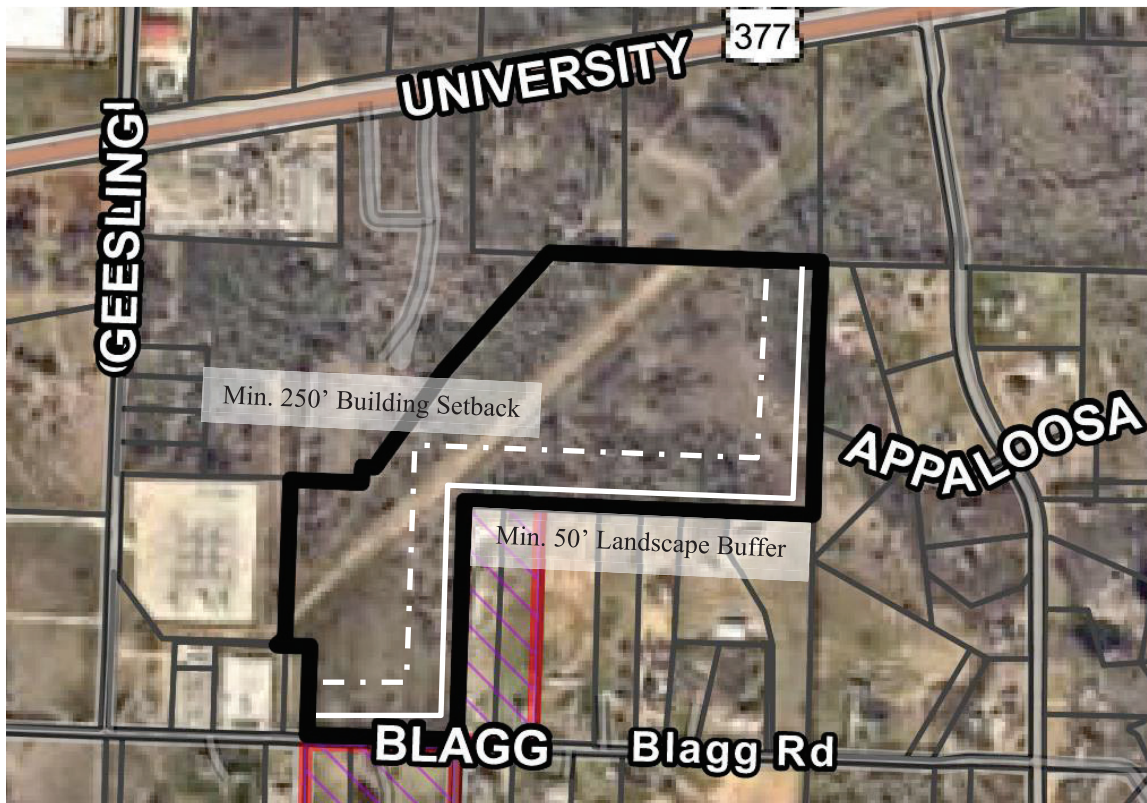 377
UNIVERSITY
GEESLING
Min. 250’ Building Setback
APPALOOSA
Min. 50’ Landscape Buffer
BLAGG
Blagg Rd